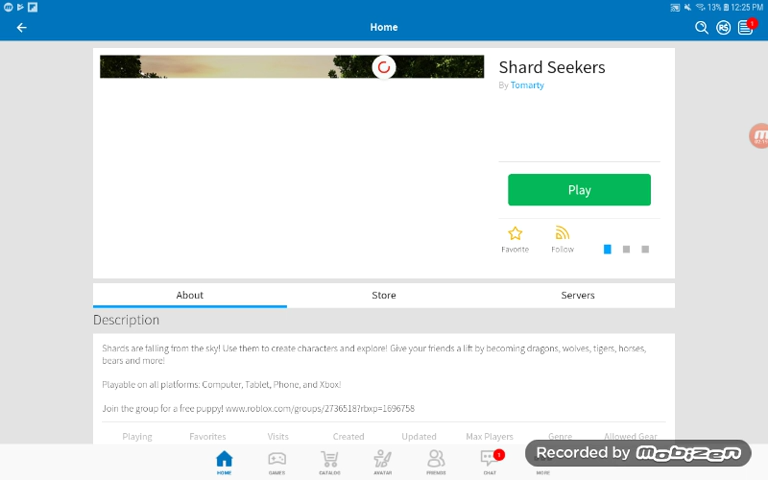 13% 12:25 PM
Home
R$
1
Shard Seekers
By Tomarty
Play
Favorite
Follow
About
Store
Servers
Description
Shards are falling from the sky! Use them to create characters and explore! Give your friends a lift by becoming dragons, wolves, tigers, horses,
bears and more!
Playable on all platforms: Computer, Tablet, Phone, and Xbox!
Join the group for a free puppy! www.roblox.com/groups/2736518?rbxp=1696758
Playing Favorites Visits Created Updated Max Players Genre Allowed Gear
Recorded by mobizen
1
HOME GAMES CATALOG AVATAR FRIENDS CHAT MORE